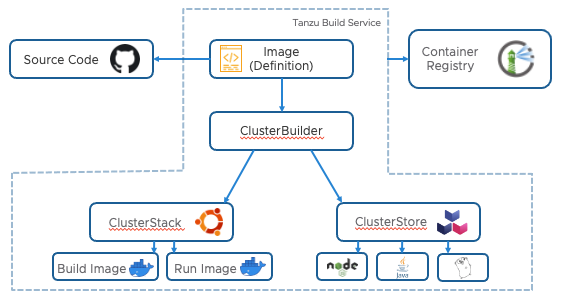 Tanzu Build Service
Source Code
Image
(Definition)
Container
Registry
ClusterBuilder
ClusterStack
ClusterStore
Build Image
Run Image
node
Java